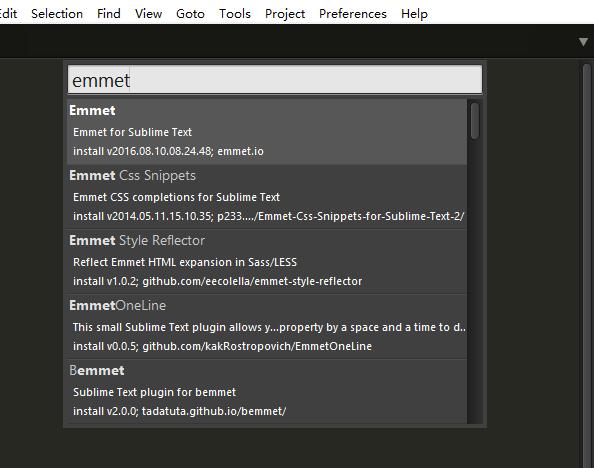 Edit Selection Find View Goto Tools Project Preferences Help
emmet
Emmet
Emmet for Sublime Text
install v2016.08.10.08.24.48; emmet.io
Emmet Css Snippets
Emmet CSS completions for Sublime Text
install v2014.05.11.15.10.35; p233..../Emmet-Css-Snippets-for-Sublime-Text-2/
Emmet Style Reflector
Reflect Emmet HTML expansion in Sass/LESS
install v1.0.2; github.com/eecolella/emmet-style-reflector
EmmetOneLine
This small Sublime Text plugin allows y...property by a space and a time to d..
install v0.0.5; github.com/kakRostropovich/EmmetOneLine
Bemmet
Sublime Text plugin for bemmet
install v2.0.0; tadatuta.github.io/bemmet/